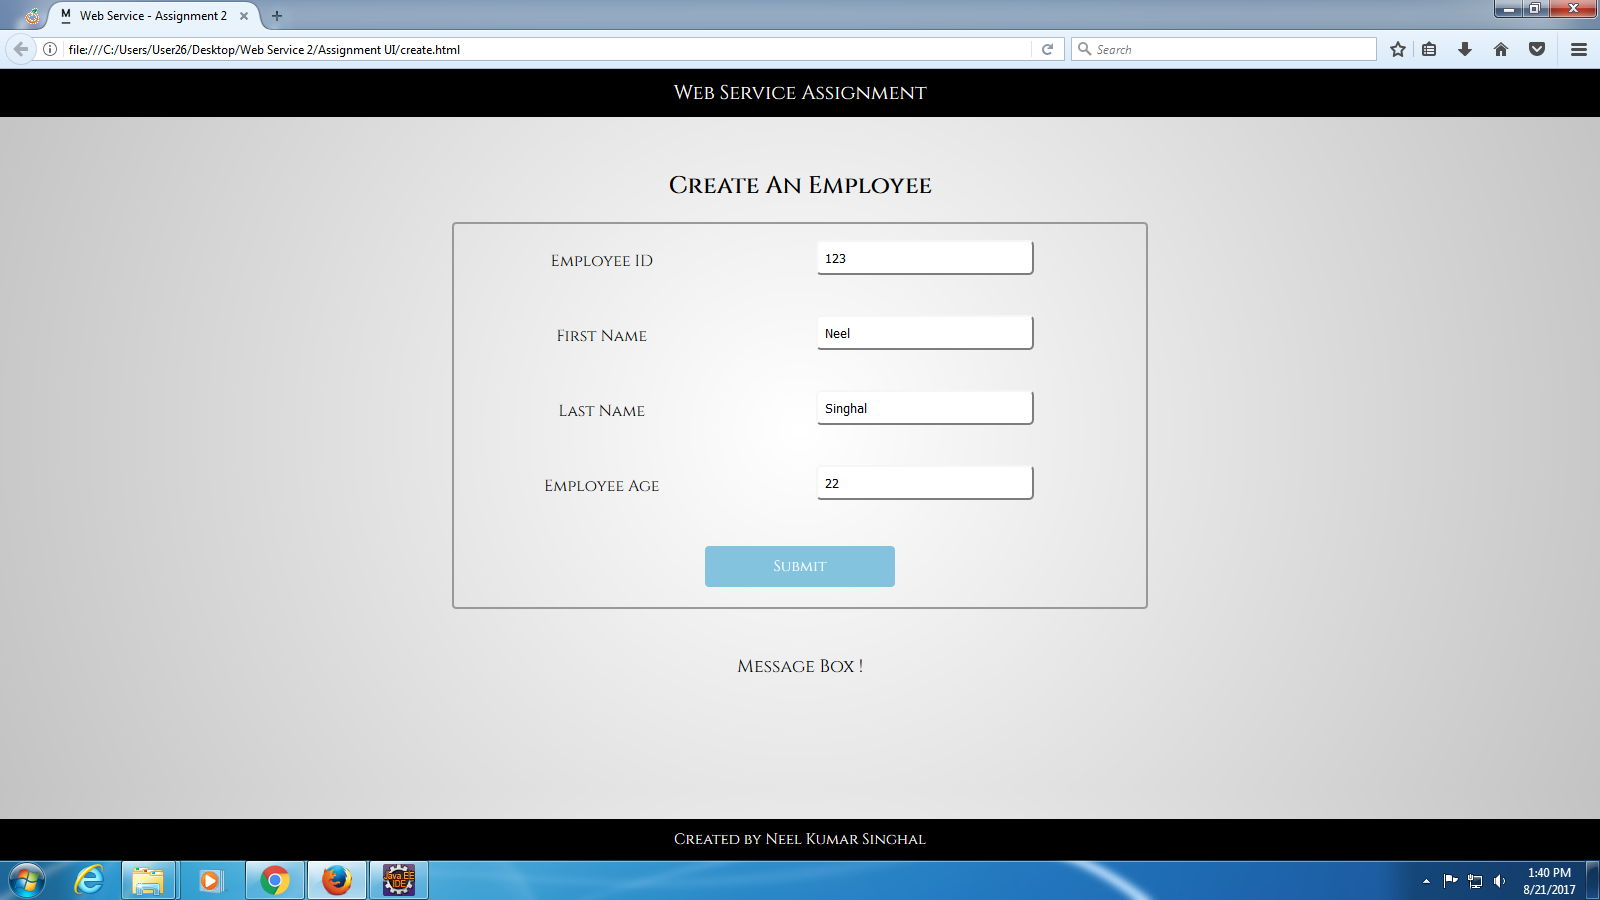 M Web Service - Assignment 2
file:///C:/Users/User26/Desktop/Web Service 2/Assignment UI/create.html
Search
Web Service Assignment
Create An Employee
Employee ID 123
First Name Neel
Last Name Singhal
Employee Age 22
Submit
Message Box !
Created by Neel Kumar Singhal
Java EE
IDE
1:40 PM
8/21/2017